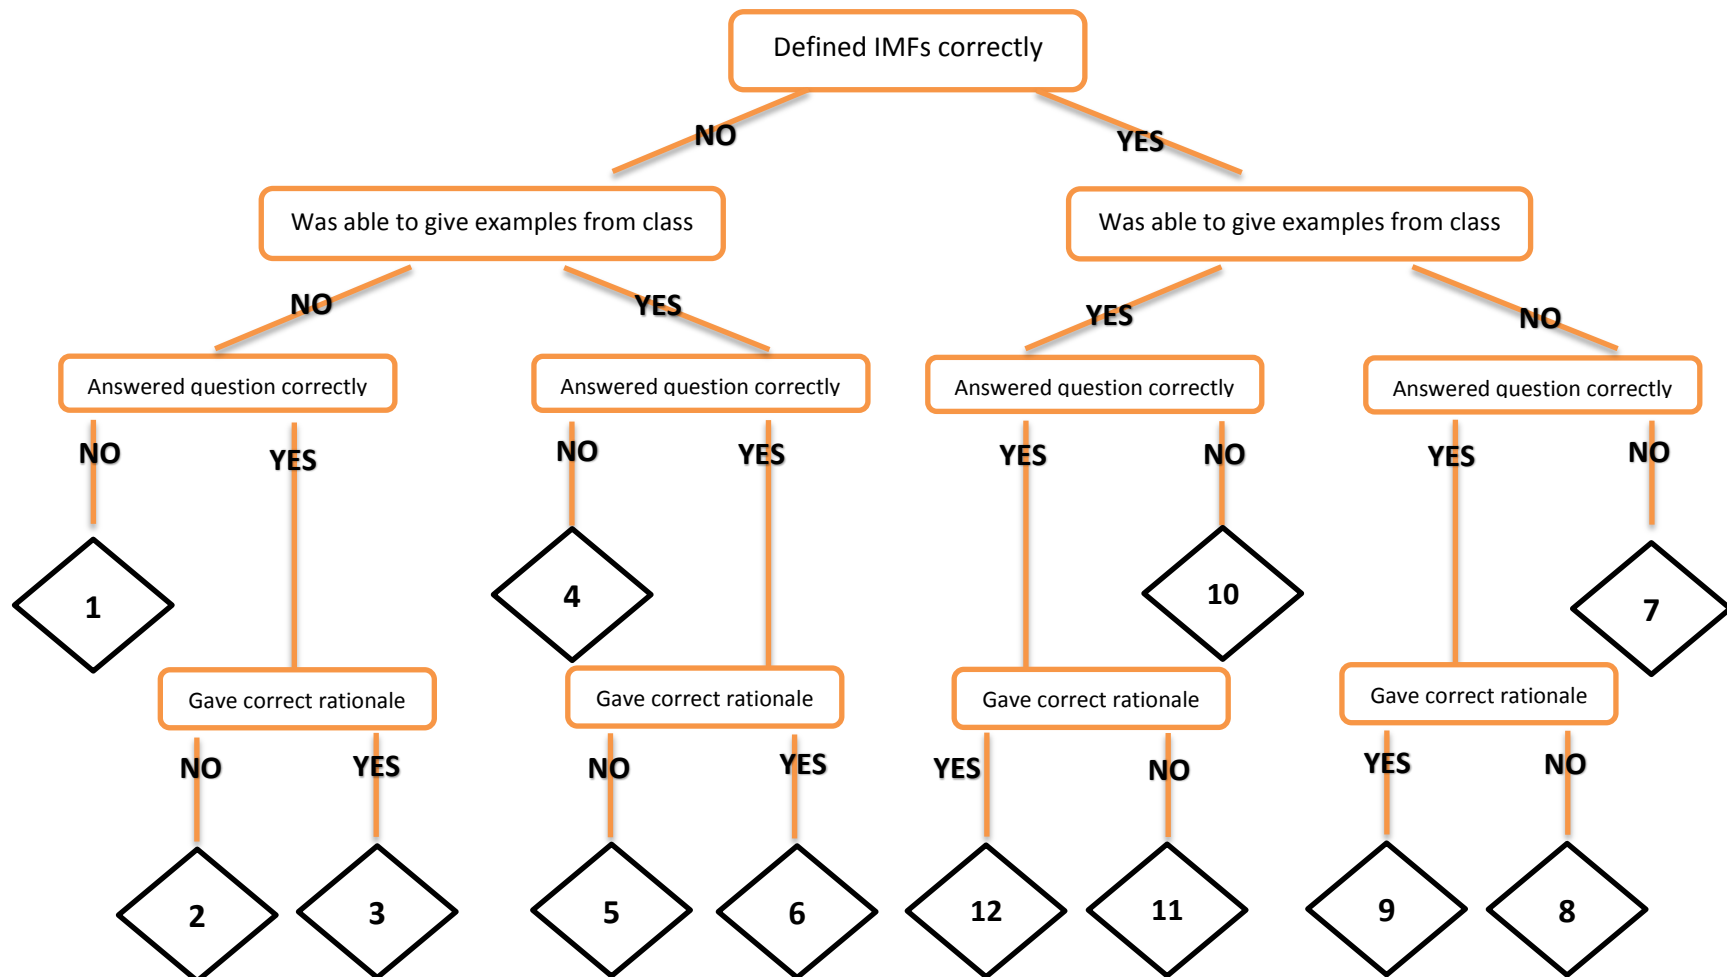 Defined IMFs correctly
NO
YES
Was able to give examples from class
Was able to give examples from class
NO
YES
YES
NO
Answered question correctly
Answered question correctly
Answered question correctly
Answered question correctly
NO
YES
NO
YES
YES
NO
YES
NO
1
4
10
7
Gave correct rationale
Gave correct rationale
Gave correct rationale
Gave correct rationale
NO
YES
NO
YES
YES
NO
YES
NO
2
3
5
6
12
11
9
8